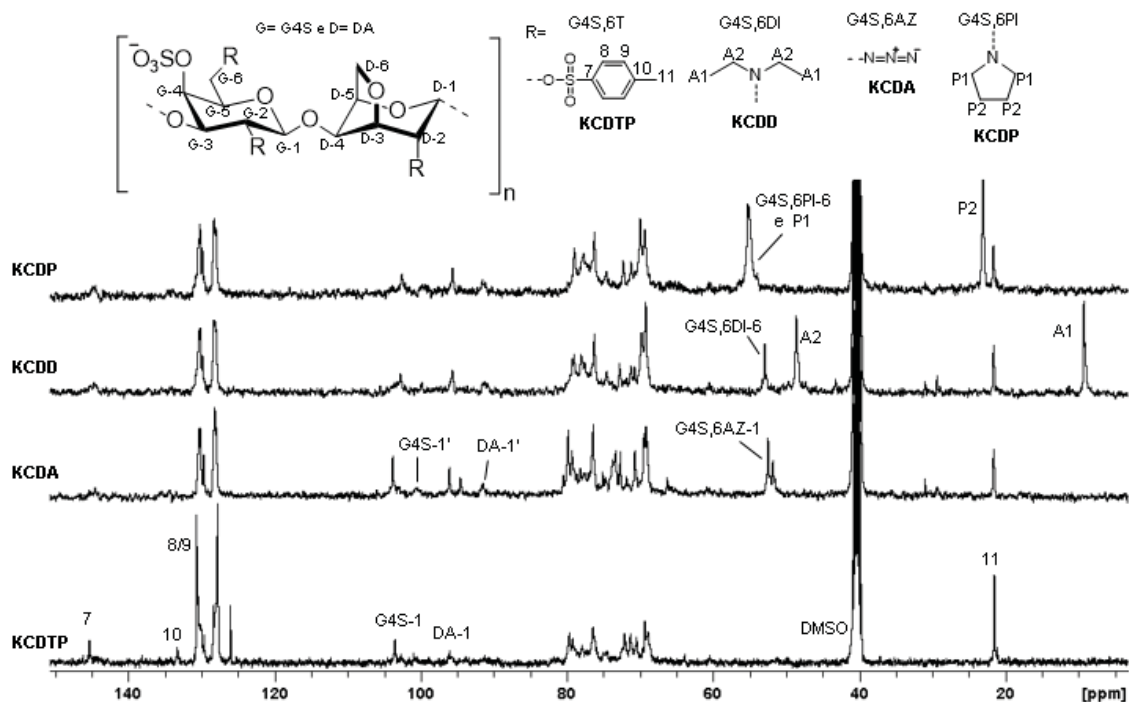 G= G4S e D= DA
⁻O₃SO
R
G-6
G-4
G-5
G-2
O
G-3
R
G-1
O
D-6
D-5
O
O
D-1
D-4
D-3
D-2
R
n
R=
G4S,6T
O
S
O
O
7
8
9
10
11
KCDTP
G4S,6DI
A2
A2
A1
N
A1
KCDD
G4S,6AZ
N=N⁺=N⁻
KCDA
G4S,6PI
N
P1
P1
P2
P2
KCDP
KCDP
G4S,6PI-6
e P1
P2
KCDD
G4S,6DI-6
A2
A1
KCDA
G4S-1'
DA-1'
G4S,6AZ-1
KCDTP
7
10
8/9
G4S-1
DA-1
DMSO
11
140
120
100
80
60
40
20
[ppm]